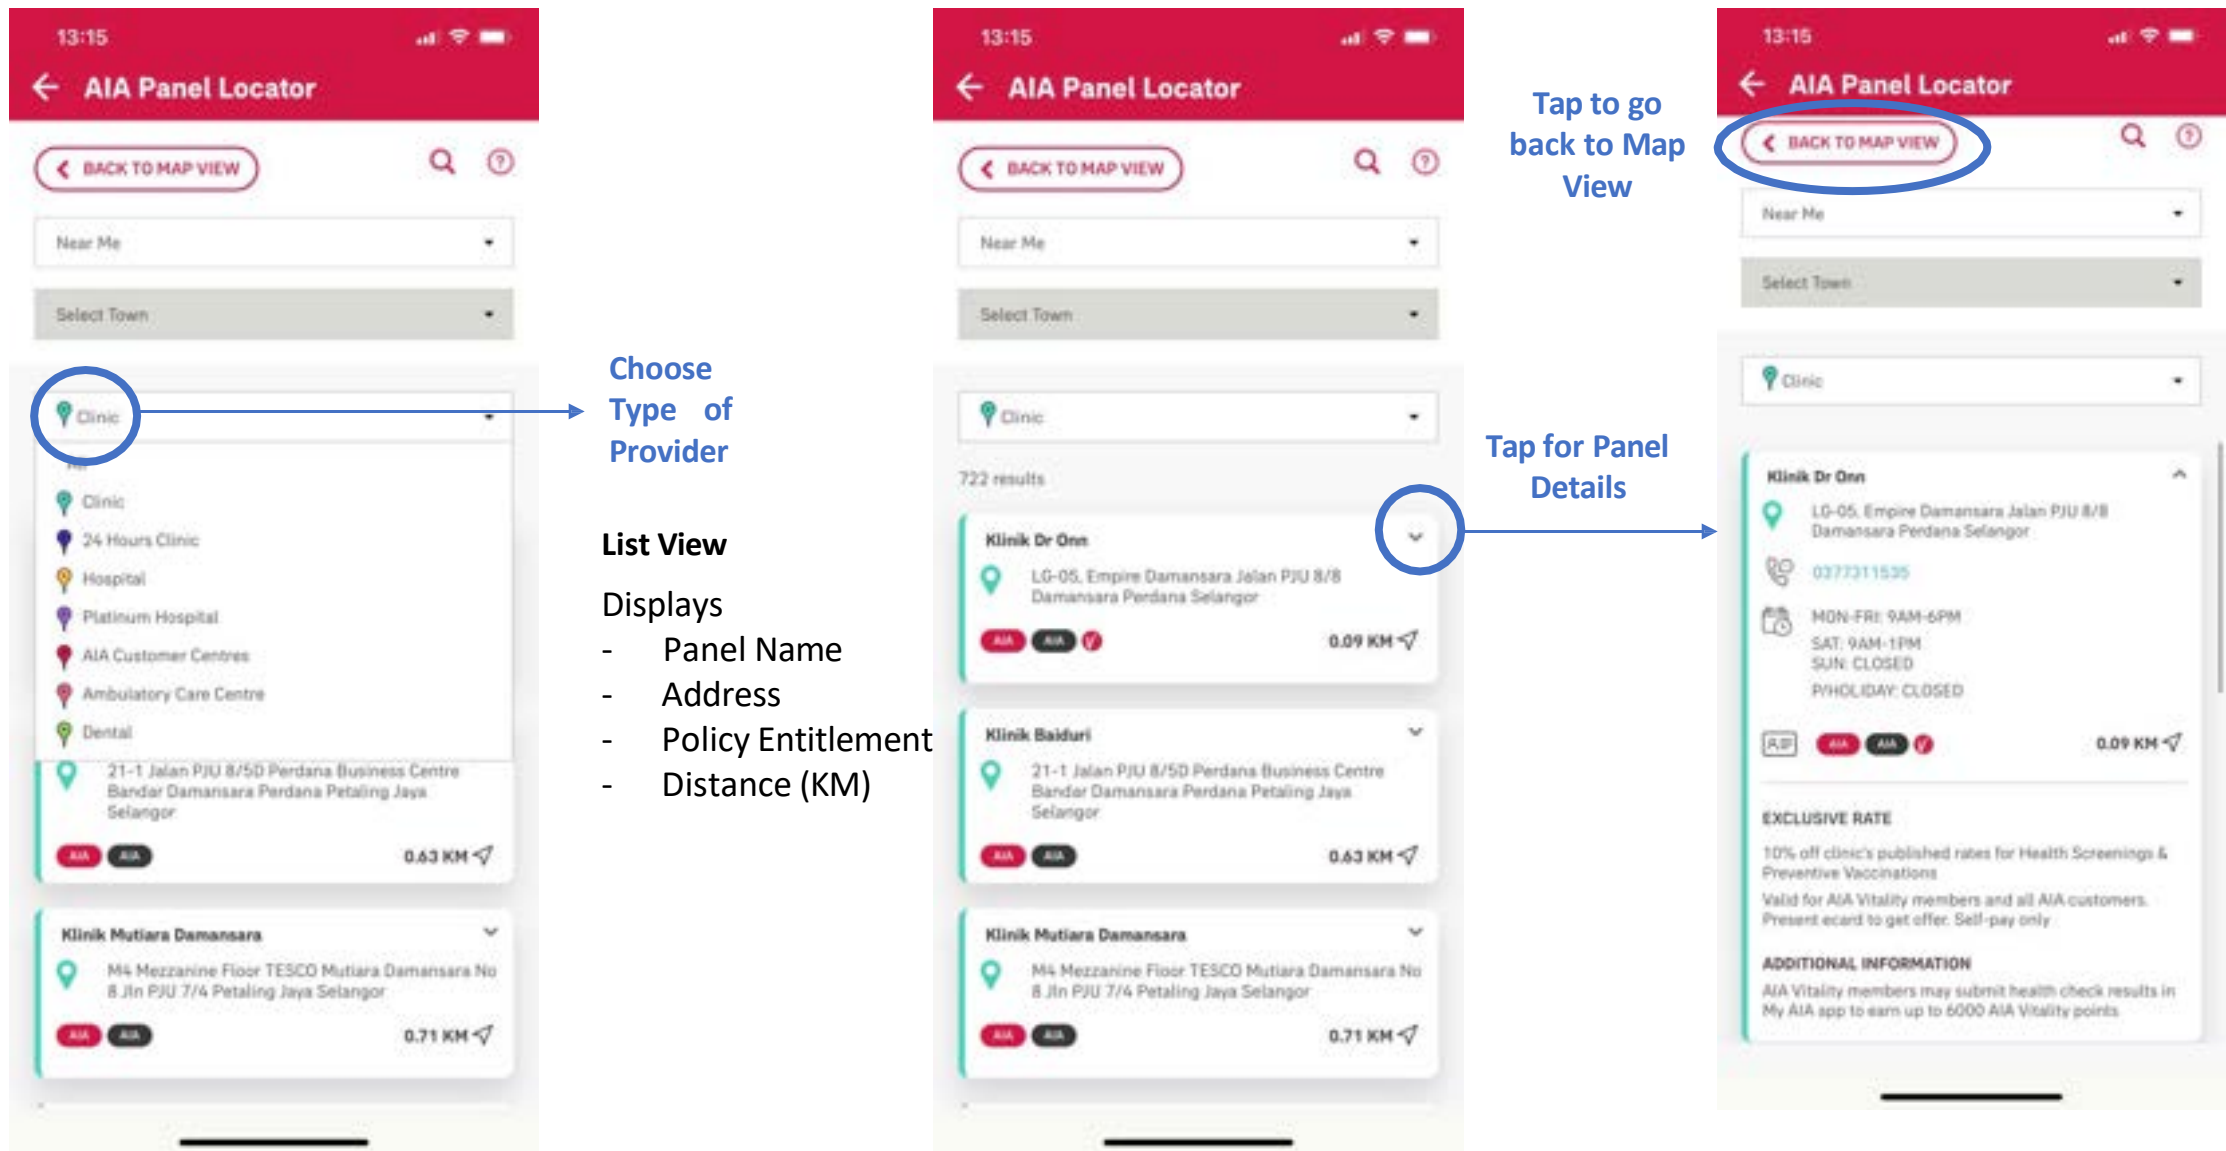 13:15
AIA Panel Locator
BACK TO MAP VIEW
Near Me
Select Town
Clinic
All
Clinic
24 Hours Clinic
Hospital
Platinum Hospital
AIA Customer Centres
Ambulatory Care Centre
Dental
21-1 Jalan PJU 8/5D Perdana Business Centre
Bandar Damansara Perdana Petaling Jaya
Selangor
AIA AIA 0.63 KM
Klinik Mutiara Damansara
M4 Mezzanine Floor TESCO Mutiara Damansara No
8 Jln PJU 7/4 Petaling Jaya Selangor
AIA AIA 0.71 KM
Choose
Type of
Provider
List View
Displays
- Panel Name
- Address
- Policy Entitlement
- Distance (KM)
13:15
AIA Panel Locator
BACK TO MAP VIEW
Near Me
Select Town
Clinic
722 results
Klinik Dr Onn
LG-05, Empire Damansara Jalan PJU 8/8
Damansara Perdana Selangor
AIA AIA 0.09 KM
Klinik Baiduri
21-1 Jalan PJU 8/5D Perdana Business Centre
Bandar Damansara Perdana Petaling Jaya
Selangor
AIA AIA 0.63 KM
Klinik Mutiara Damansara
M4 Mezzanine Floor TESCO Mutiara Damansara No
8 Jln PJU 7/4 Petaling Jaya Selangor
AIA AIA 0.71 KM
Tap to go
back to Map
View
Tap for Panel
Details
13:15
AIA Panel Locator
BACK TO MAP VIEW
Near Me
Select Town
Clinic
Klinik Dr Onn
LG-05, Empire Damansara Jalan PJU 8/8
Damansara Perdana Selangor
0377311535
MON-FRI: 9AM-6PM
SAT: 9AM-1PM
SUN: CLOSED
P/HOLIDAY: CLOSED
AIA AIA 0.09 KM
EXCLUSIVE RATE
10% off clinic's published rates for Health Screenings &
Preventive Vaccinations
Valid for AIA Vitality members and all AIA customers.
Present ecard to get offer. Self-pay only
ADDITIONAL INFORMATION
AIA Vitality members may submit health check results in
My AIA app to earn up to 6000 AIA Vitality points